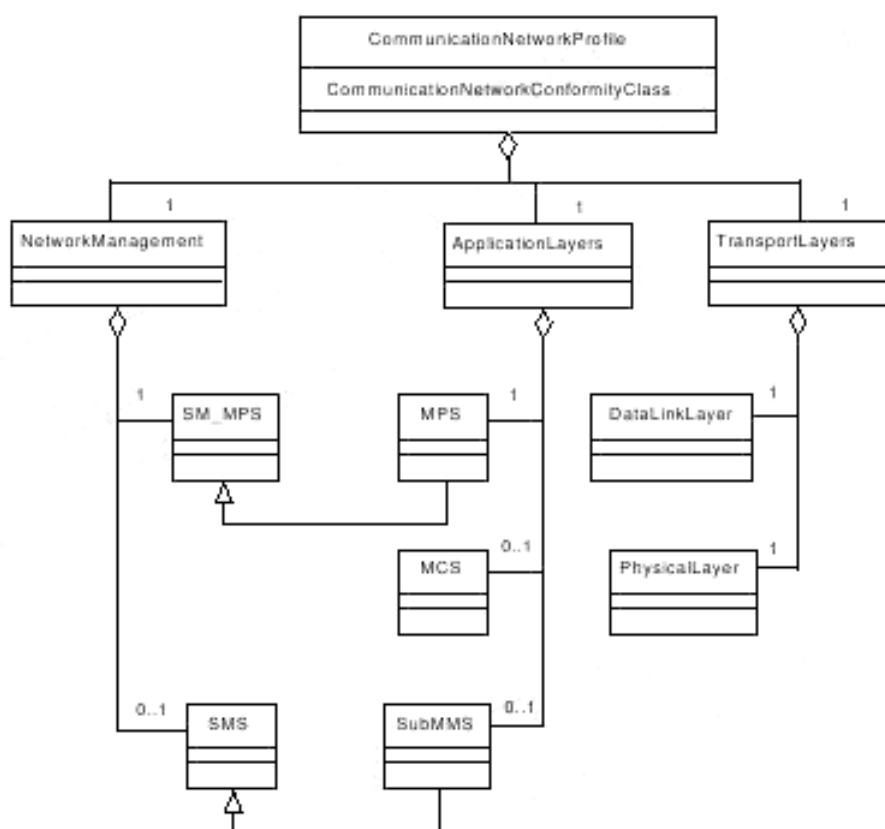 CommunicationNetworkProfile
CommunicationNetworkConformityClass
1
1
1
NetworkManagement
ApplicationLayers
TransportLayers
1
SM_MPS
MPS
1
DataLinkLayer
1
0..1
MCS
PhysicalLayer
1
0..1
SMS
SubMMS
0..1